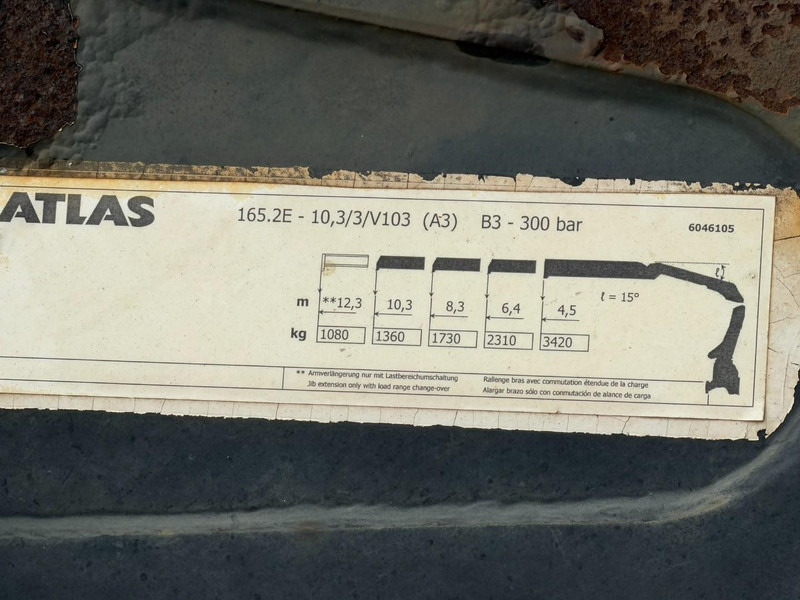 ATLAS
165.2E - 10,3/3/V103 (A3) B3 - 300 bar
6046105
ℓ
m **12,3 10,3 8,3 6,4 4,5
ℓ = 15°
kg 1080 1360 1730 2310 3420
** Armverlängerung nur mit Lastbereichumschaltung
Jib extension only with load range change-over
Rallenge bras avec commutation étendue de la charge
Alargar brazo sólo con conmutación de alance de carga